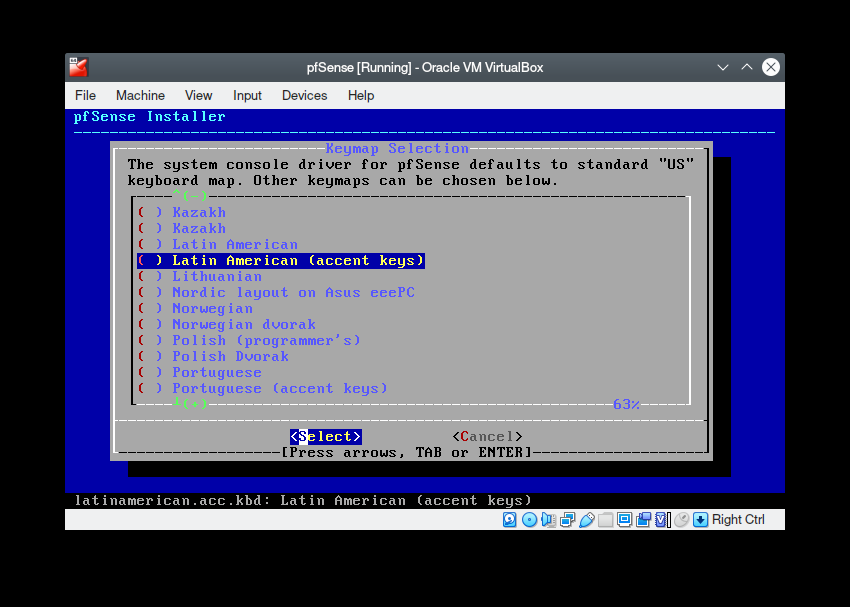 pfSense [Running] - Oracle VM VirtualBox
File Machine View Input Devices Help
pfSense Installer
Keymap Selection
The system console driver for pfSense defaults to standard "US"
keyboard map. Other keymaps can be chosen below.
^(-)
( ) Kazakh
( ) Kazakh
( ) Latin American
( ) Latin American (accent keys)
( ) Lithuanian
( ) Nordic layout on Asus eeePC
( ) Norwegian
( ) Norwegian dvorak
( ) Polish (programmer's)
( ) Polish Dvorak
( ) Portuguese
( ) Portuguese (accent keys)
(+) 63%
<Select> <Cancel>
[Press arrows, TAB or ENTER]
latinamerican.acc.kbd: Latin American (accent keys)
Right Ctrl